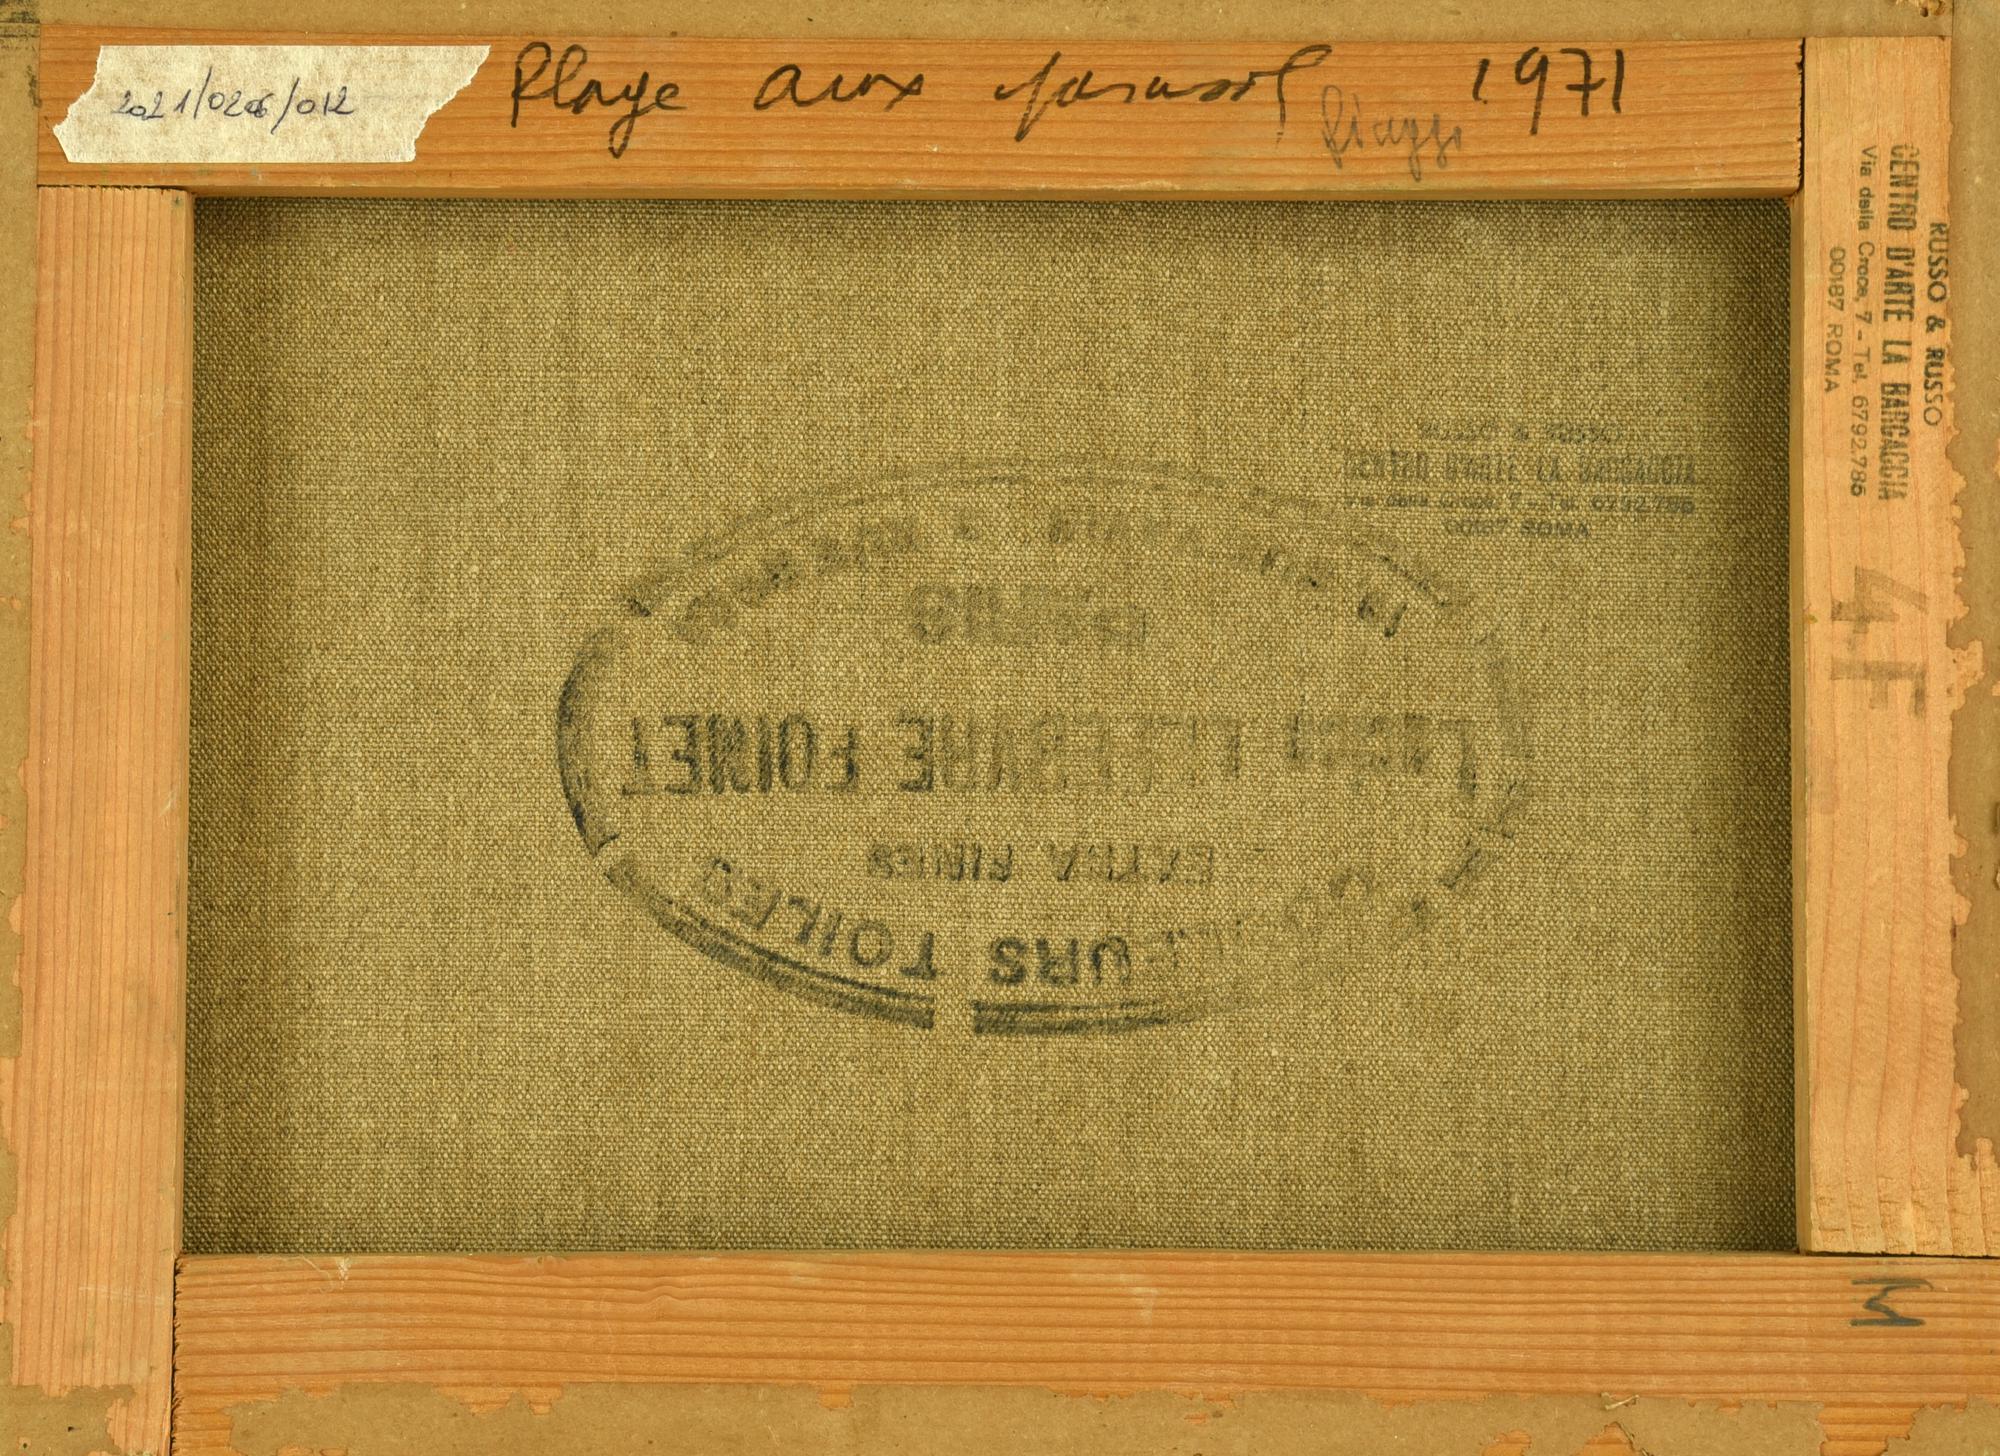 2021/0206/012
Plage aux parasol 1971
RUSSO & RUSSO
CENTRO D'ARTE LA BARCACCIA
Via della Croce, 7 - Tel. 6792.786
00187 ROMA
4F
RUSSO & RUSSO
CENTRO D'ARTE LA BARCACCIA
Via della Croce, 7 - Tel. 6792.786
00187 ROMA
COULEURS TOILES
EXTRA FINES
LUCIEN LEFEBVRE FOINET
PARIS
M